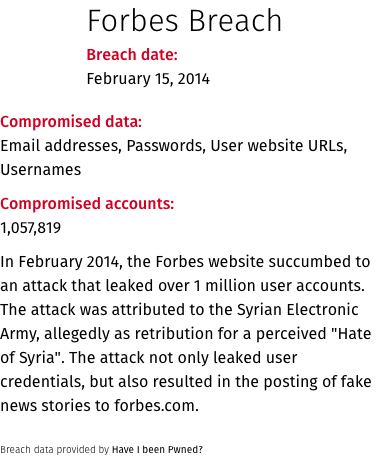 Forbes Breach
Breach date:
February 15, 2014
Compromised data:
Email addresses, Passwords, User website URLs,
Usernames
Compromised accounts:
1,057,819
In February 2014, the Forbes website succumbed to
an attack that leaked over 1 million user accounts.
The attack was attributed to the Syrian Electronic
Army, allegedly as retribution for a perceived "Hate
of Syria". The attack not only leaked user
credentials, but also resulted in the posting of fake
news stories to forbes.com.
Breach data provided by Have I been Pwned?